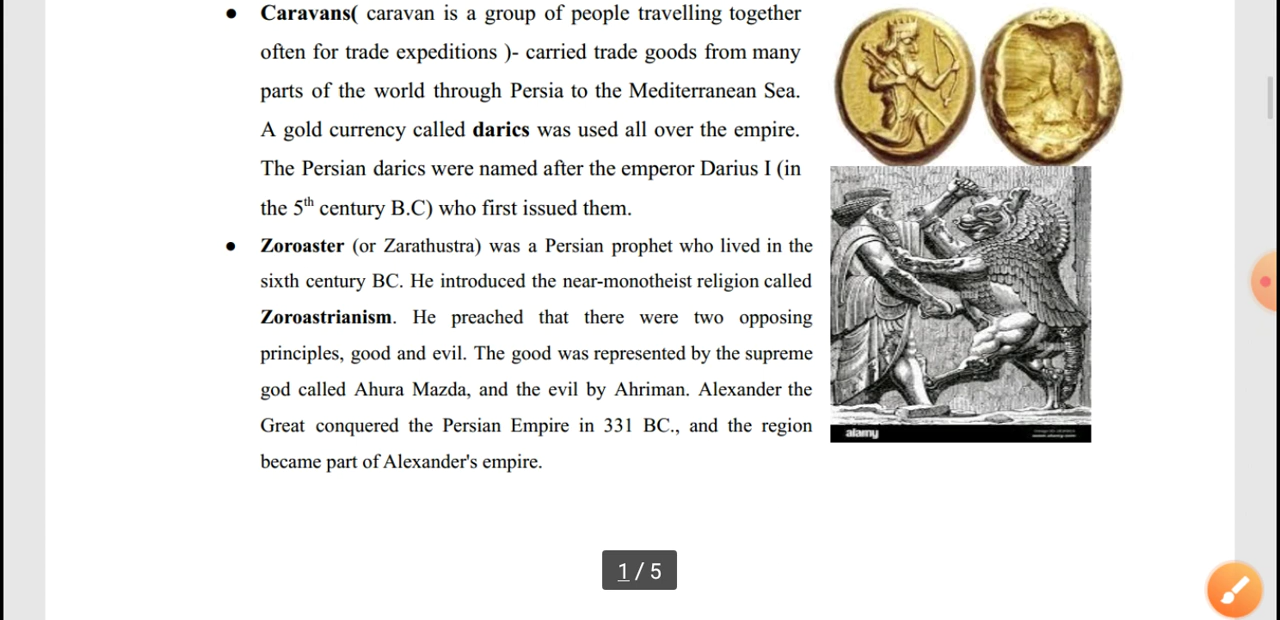 • Caravans( caravan is a group of people travelling together
often for trade expeditions )- carried trade goods from many
parts of the world through Persia to the Mediterranean Sea.
A gold currency called darics was used all over the empire.
The Persian darics were named after the emperor Darius I (in
the 5th century B.C) who first issued them.
• Zoroaster (or Zarathustra) was a Persian prophet who lived in the
sixth century BC. He introduced the near-monotheist religion called
Zoroastrianism. He preached that there were two opposing
principles, good and evil. The good was represented by the supreme
god called Ahura Mazda, and the evil by Ahriman. Alexander the
Great conquered the Persian Empire in 331 BC., and the region
became part of Alexander's empire.
alamy
1 / 5